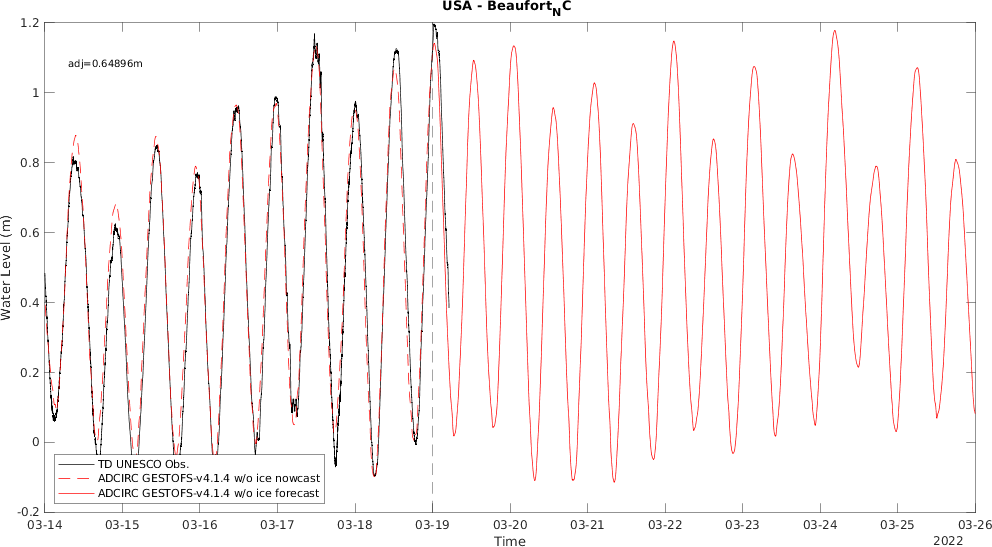 USA - Beaufort_NC
adj=0.64896m
Water Level (m)
1.2
1
0.8
0.6
0.4
0.2
0
-0.2
TD UNESCO Obs.
ADCIRC GESTOFS-v4.1.4 w/o ice nowcast
ADCIRC GESTOFS-v4.1.4 w/o ice forecast
03-14 03-15 03-16 03-17 03-18 03-19 03-20 03-21 03-22 03-23 03-24 03-25 03-26
Time
2022